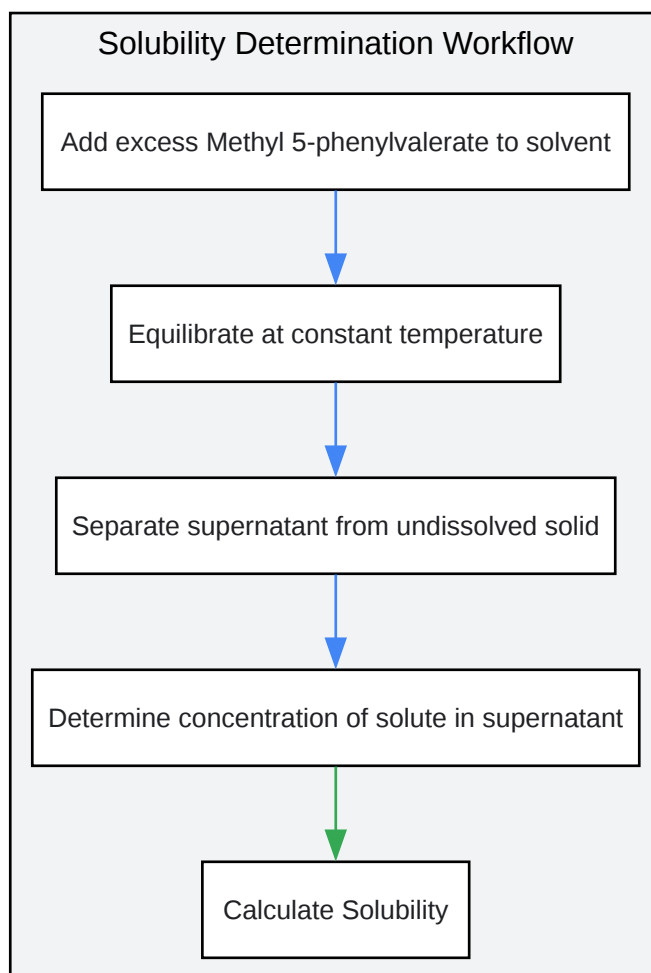 Solubility Determination Workflow
Add excess Methyl 5-phenylvalerate to solvent
Equilibrate at constant temperature
Separate supernatant from undissolved solid
Determine concentration of solute in supernatant
Calculate Solubility